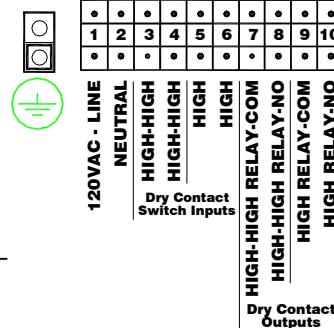 1 2 3 4 5 6 7 8 9 10
120VAC - LINE
NEUTRAL
HIGH-HIGH
HIGH-HIGH
HIGH
HIGH
HIGH-HIGH RELAY-COM
HIGH-HIGH RELAY-NO
HIGH RELAY-COM
HIGH RELAY-NO
Dry Contact
Switch Inputs
Dry Contact
Outputs